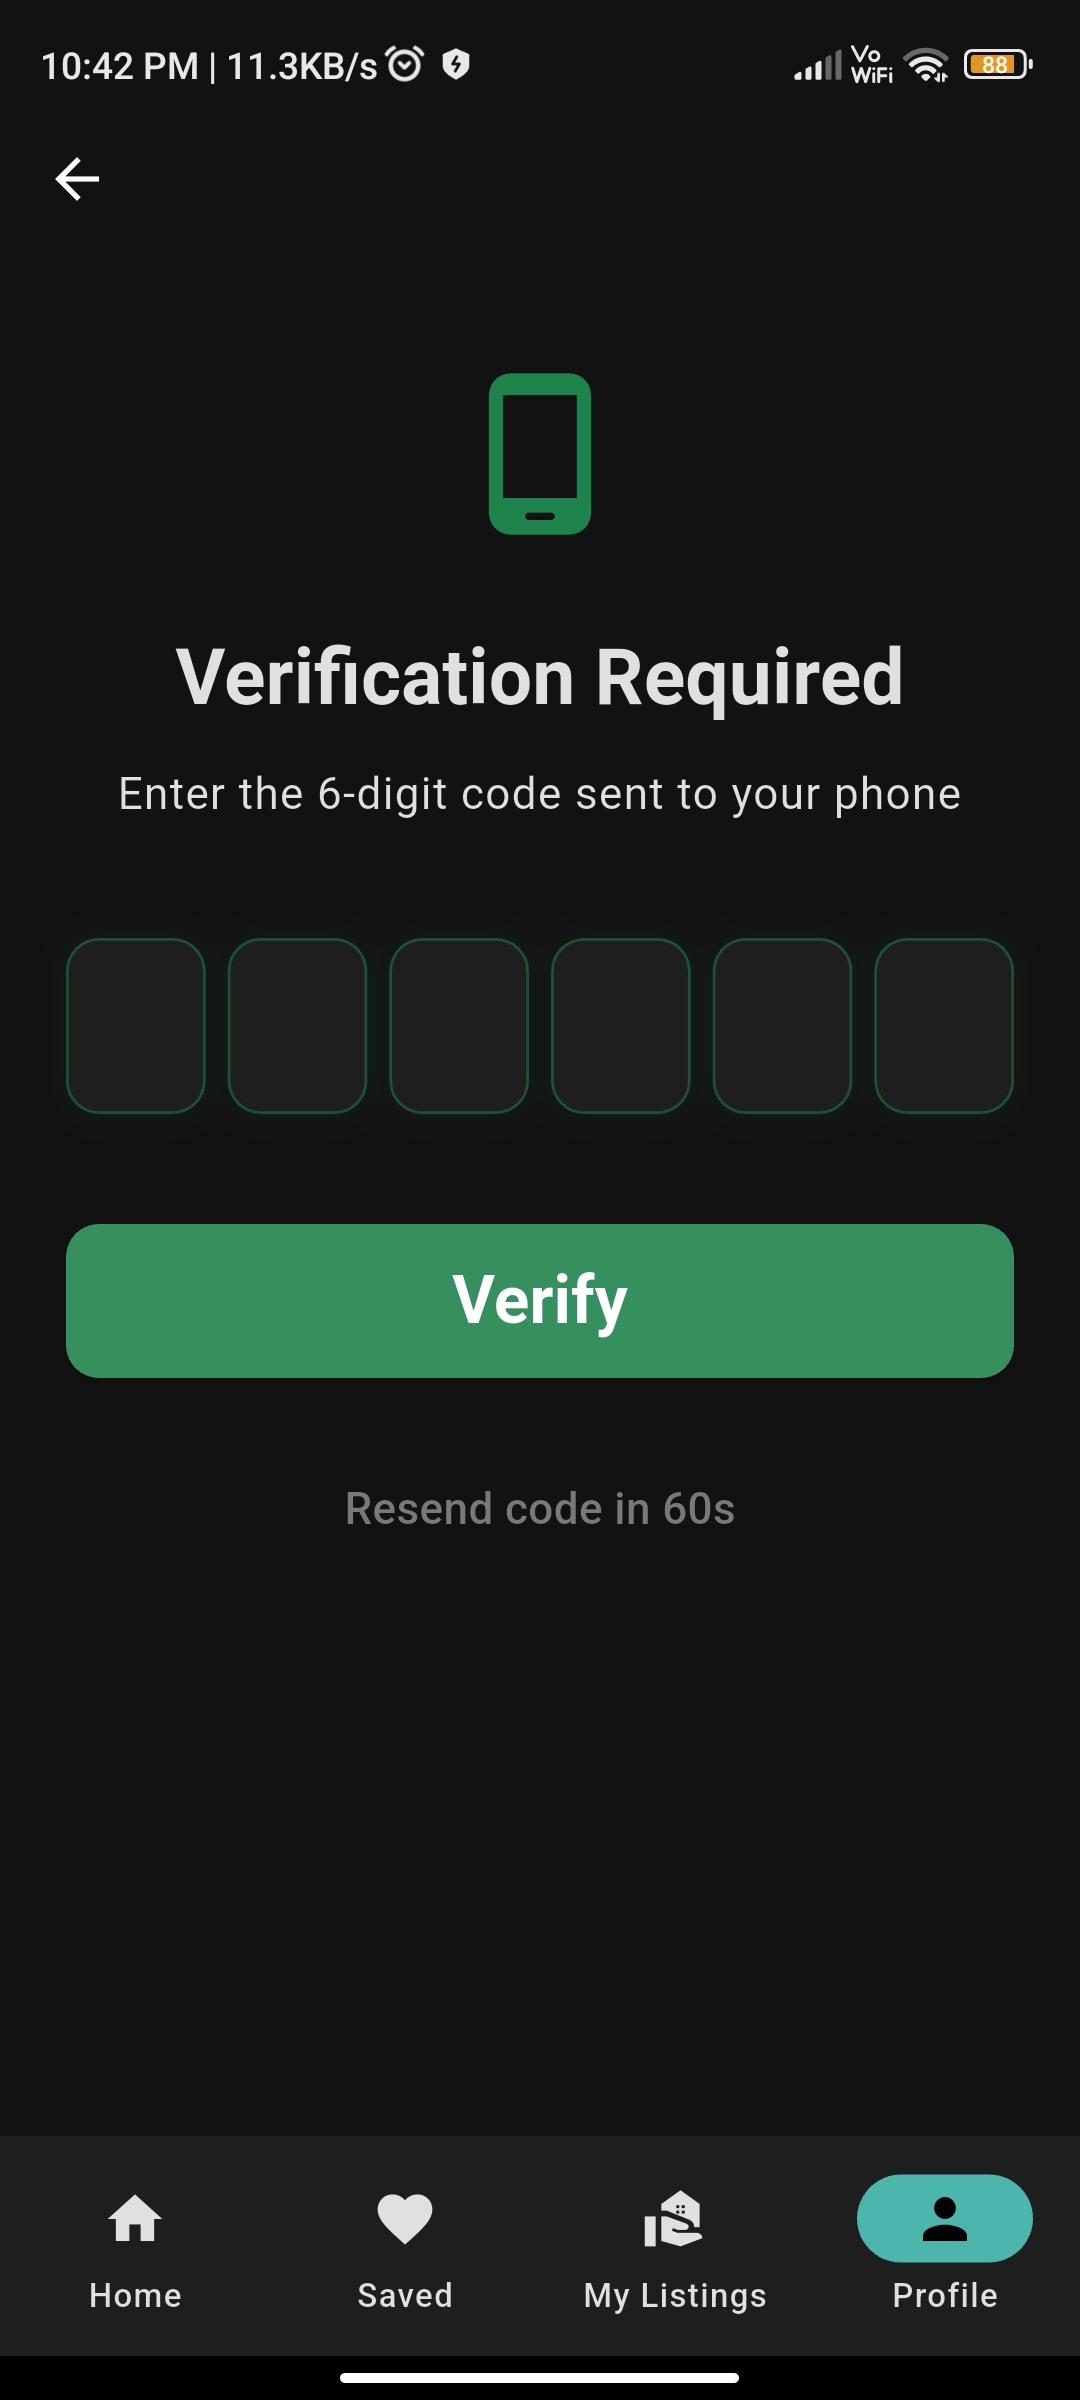 10:42 PM | 11.3KB/s Vo WiFi 88
Verification Required
Enter the 6-digit code sent to your phone
Verify
Resend code in 60s
Home Saved My Listings Profile